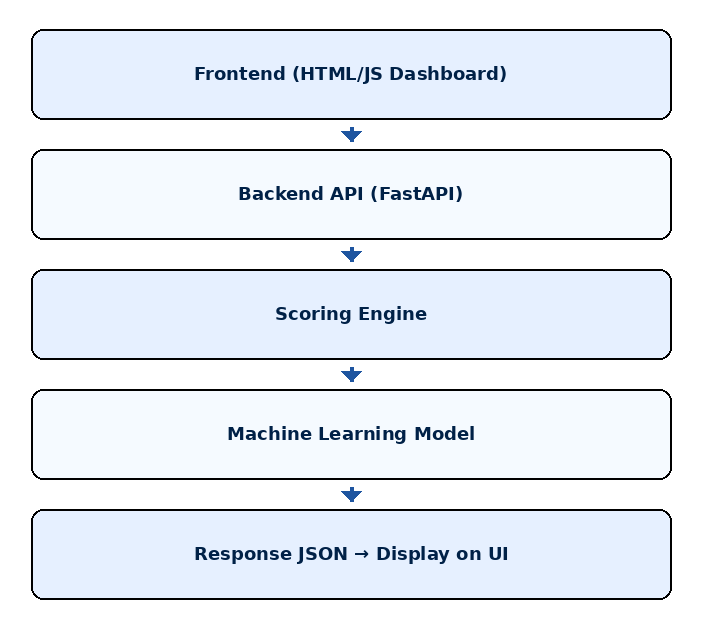 Frontend (HTML/JS Dashboard)
Backend API (FastAPI)
Scoring Engine
Machine Learning Model
Response JSON → Display on UI